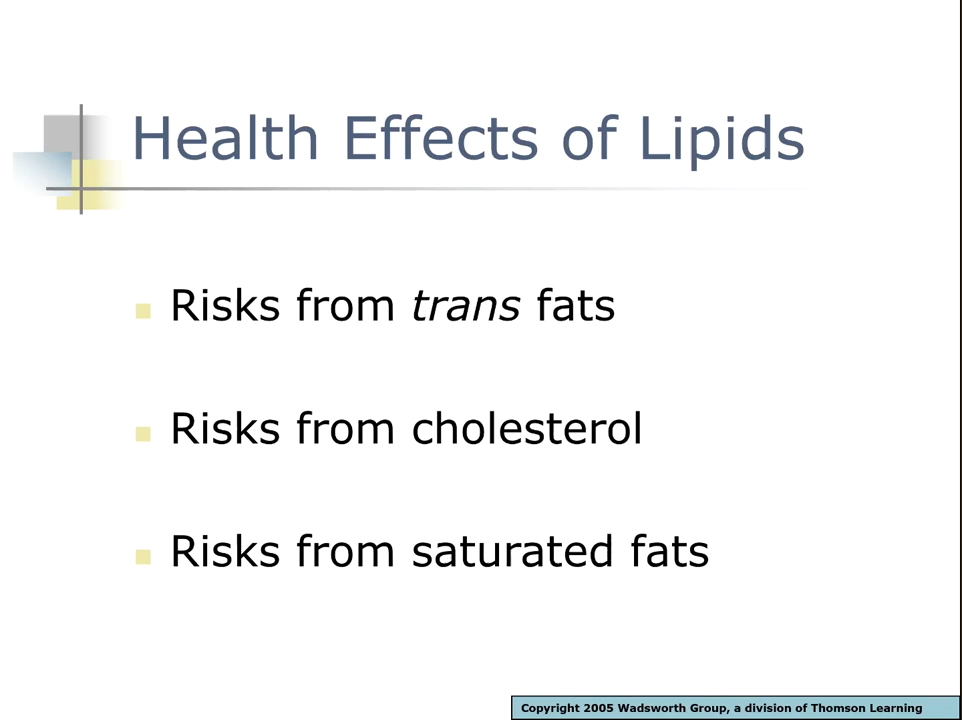 Health Effects of Lipids
Risks from trans fats
Risks from cholesterol
Risks from saturated fats
Copyright 2005 Wadsworth Group, a division of Thomson Learning